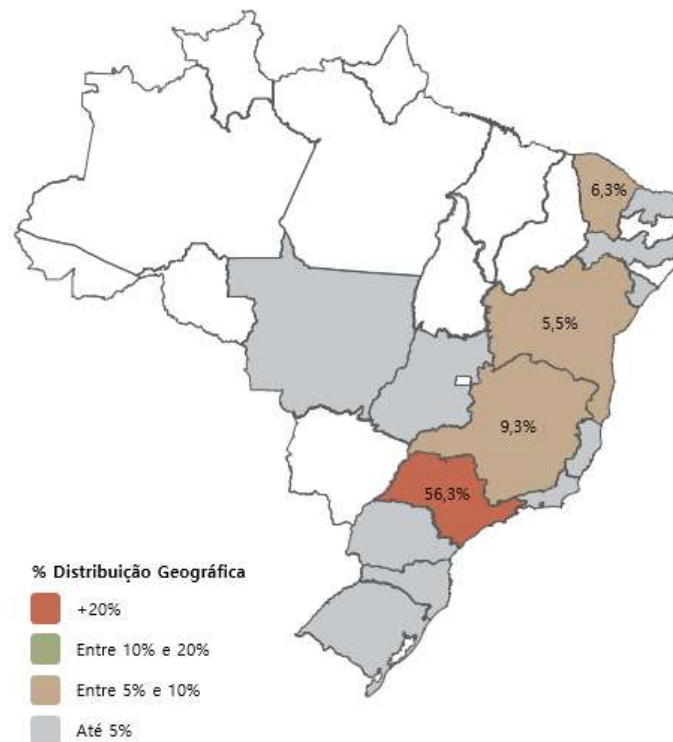 6,3%
5,5%
9,3%
56,3%
% Distribuição Geográfica
+20%
Entre 10% e 20%
Entre 5% e 10%
Até 5%